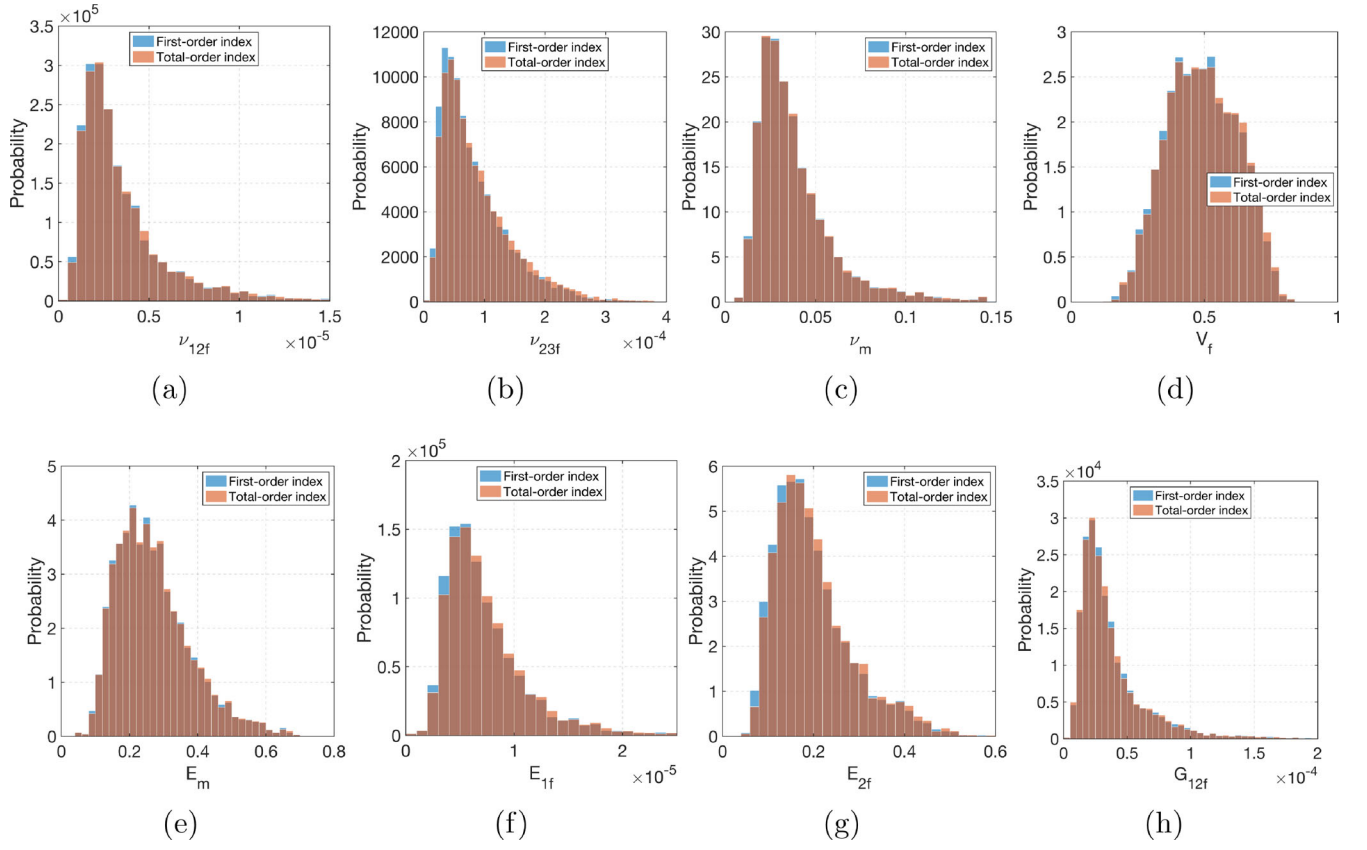 ×10^5
3.5
3
2.5
2
1.5
1
0.5
0
Probability
First-order index
Total-order index
0 0.5 1 1.5
ν_12f ×10^-5
(a)
12000
10000
8000
6000
4000
2000
0
Probability
First-order index
Total-order index
0 1 2 3 4
ν_23f ×10^-4
(b)
30
25
20
15
10
5
0
Probability
First-order index
Total-order index
0 0.05 0.1 0.15
ν_m
(c)
3
2.5
2
1.5
1
0.5
0
Probability
First-order index
Total-order index
0 0.5 1
V_f
(d)
5
4
3
2
1
0
Probability
First-order index
Total-order index
0 0.2 0.4 0.6 0.8
E_m
(e)
×10^5
2
1.5
1
0.5
0
Probability
First-order index
Total-order index
0 1 2
E_1f ×10^-5
(f)
6
5
4
3
2
1
0
Probability
First-order index
Total-order index
0 0.2 0.4 0.6
E_2f
(g)
×10^4
3.5
3
2.5
2
1.5
1
0.5
0
Probability
First-order index
Total-order index
0 0.5 1 1.5 2
G_12f ×10^-4
(h)